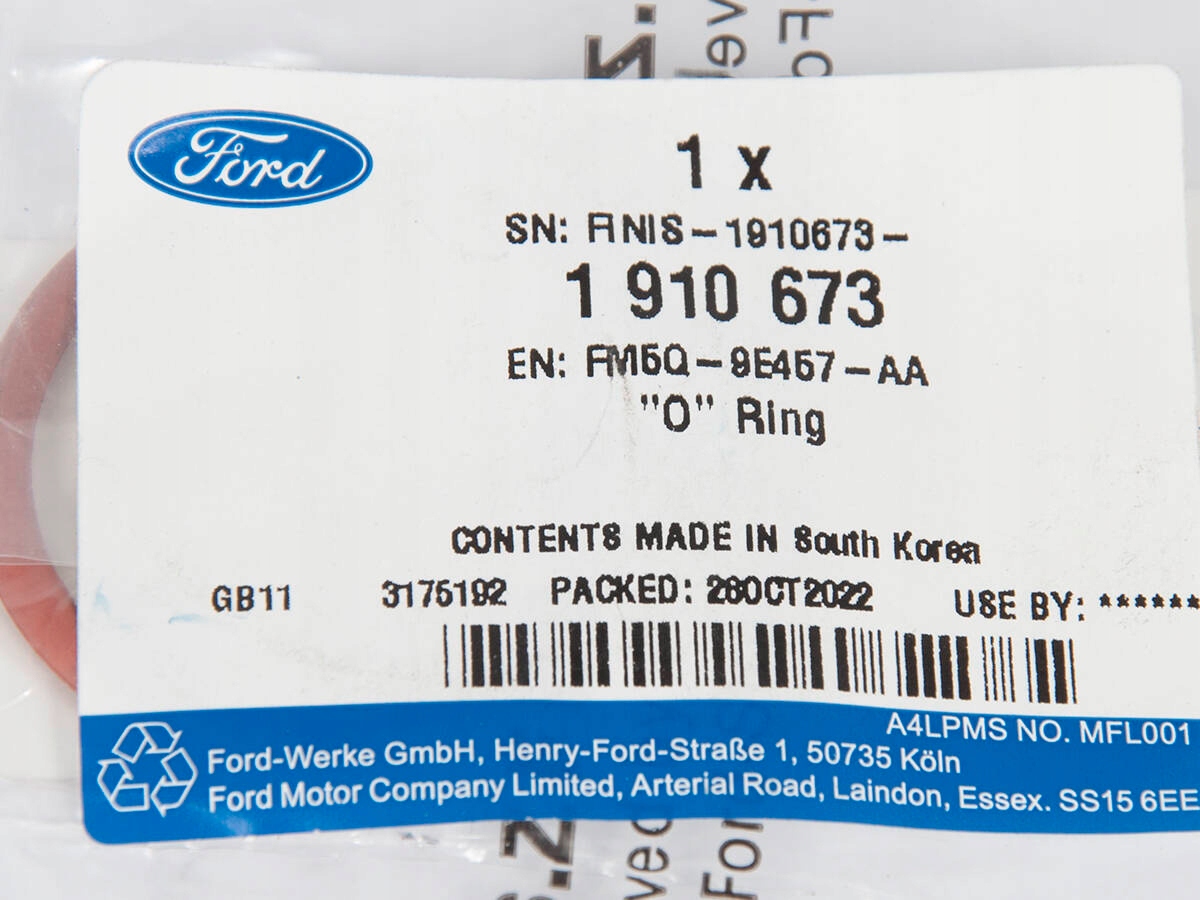 Ford
1 x
SN: FINIS-1910673-
1 910 673
EN: FM5Q-9E457-AA
"O" Ring
CONTENTS MADE IN South Korea
GB11 3175192 PACKED: 26OCT2022 USE BY: ******
A4LPMS NO. MFL001
Ford-Werke GmbH, Henry-Ford-Straße 1, 50735 Köln
Ford Motor Company Limited, Arterial Road, Laindon, Essex. SS15 6EE